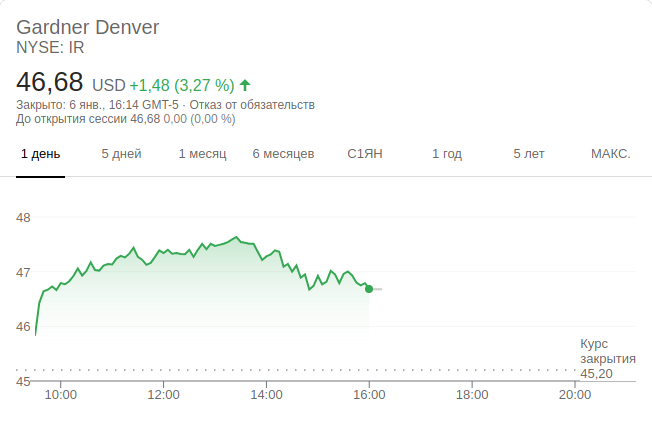 Gardner Denver
NYSE: IR
46,68 USD +1,48 (3,27 %)
Закрыто: 6 янв., 16:14 GMT-5 · Отказ от обязательств
До открытия сессии 46,68 0,00 (0,00 %)
1 день 5 дней 1 месяц 6 месяцев С1ЯН 1 год 5 лет МАКС.
48
47
46
Курс
закрытия
45,20
45
10:00 12:00 14:00 16:00 18:00 20:00